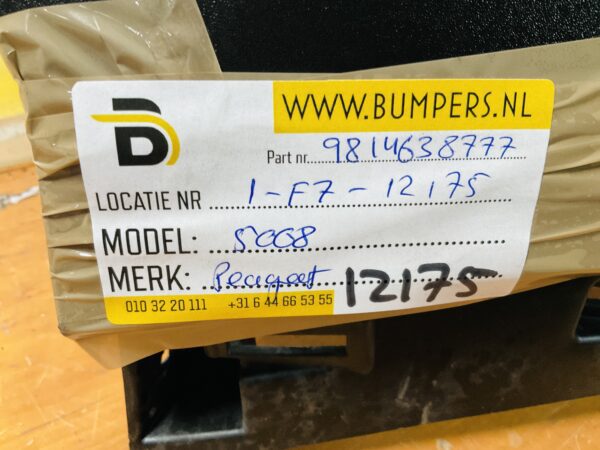 WWW.BUMPERS.NL
Part nr. 9814638777
LOCATIE NR 1-F7-12175
MODEL: 5008
MERK: Peugeot 12175
010 32 20 111 +31 6 44 66 53 55